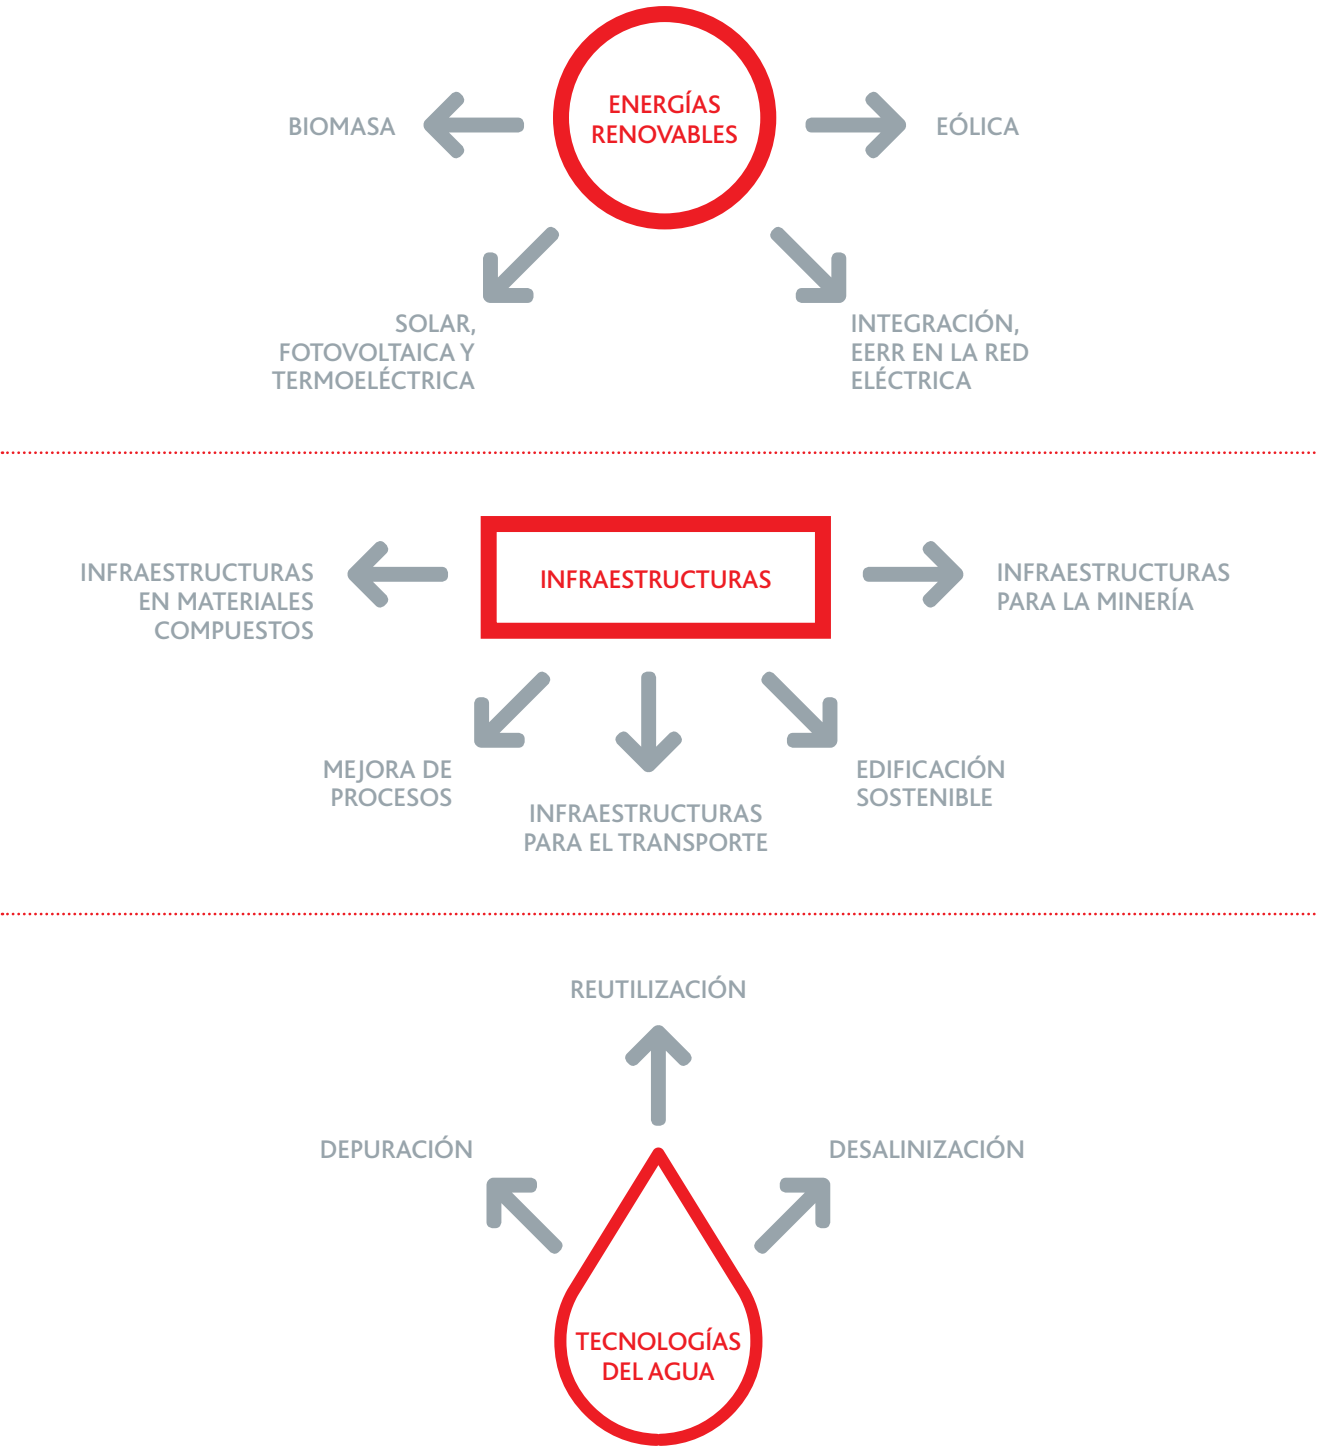 ENERGÍAS
RENOVABLES
BIOMASA
EÓLICA
SOLAR,
FOTOVOLTAICA Y
TERMOELÉCTRICA
INTEGRACIÓN,
EERR EN LA RED
ELÉCTRICA
INFRAESTRUCTURAS
INFRAESTRUCTURAS
EN MATERIALES
COMPUESTOS
INFRAESTRUCTURAS
PARA LA MINERÍA
MEJORA DE
PROCESOS
INFRAESTRUCTURAS
PARA EL TRANSPORTE
EDIFICACIÓN
SOSTENIBLE
REUTILIZACIÓN
DEPURACIÓN
DESALINIZACIÓN
TECNOLOGÍAS
DEL AGUA